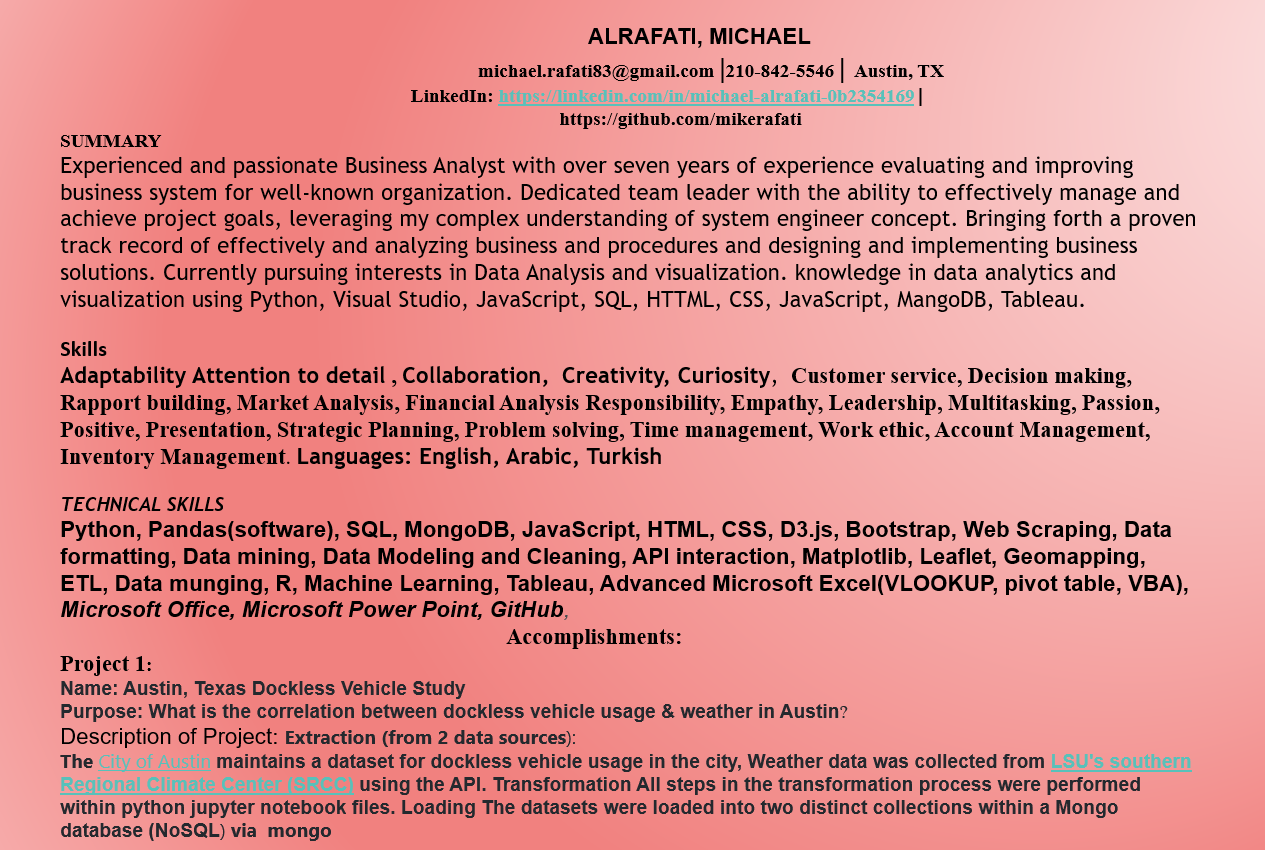 ALRAFATI, MICHAEL
michael.rafati83@gmail.com |210-842-5546 | Austin, TX
LinkedIn: https://linkedin.com/in/michael-alrafati-0b2354169 |
https://github.com/mikerafati
SUMMARY
Experienced and passionate Business Analyst with over seven years of experience evaluating and improving
business system for well-known organization. Dedicated team leader with the ability to effectively manage and
achieve project goals, leveraging my complex understanding of system engineer concept. Bringing forth a proven
track record of effectively and analyzing business and procedures and designing and implementing business
solutions. Currently pursuing interests in Data Analysis and visualization. knowledge in data analytics and
visualization using Python, Visual Studio, JavaScript, SQL, HTTML, CSS, JavaScript, MangoDB, Tableau.
Skills
Adaptability Attention to detail , Collaboration, Creativity, Curiosity, Customer service, Decision making,
Rapport building, Market Analysis, Financial Analysis Responsibility, Empathy, Leadership, Multitasking, Passion,
Positive, Presentation, Strategic Planning, Problem solving, Time management, Work ethic, Account Management,
Inventory Management. Languages: English, Arabic, Turkish
TECHNICAL SKILLS
Python, Pandas(software), SQL, MongoDB, JavaScript, HTML, CSS, D3.js, Bootstrap, Web Scraping, Data
formatting, Data mining, Data Modeling and Cleaning, API interaction, Matplotlib, Leaflet, Geomapping,
ETL, Data munging, R, Machine Learning, Tableau, Advanced Microsoft Excel(VLOOKUP, pivot table, VBA),
Microsoft Office, Microsoft Power Point, GitHub,
Accomplishments:
Project 1:
Name: Austin, Texas Dockless Vehicle Study
Purpose: What is the correlation between dockless vehicle usage & weather in Austin?
Description of Project: Extraction (from 2 data sources):
The City of Austin maintains a dataset for dockless vehicle usage in the city, Weather data was collected from LSU's southern
Regional Climate Center (SRCC) using the API. Transformation All steps in the transformation process were performed
within python jupyter notebook files. Loading The datasets were loaded into two distinct collections within a Mongo
database (NoSQL) via mongo